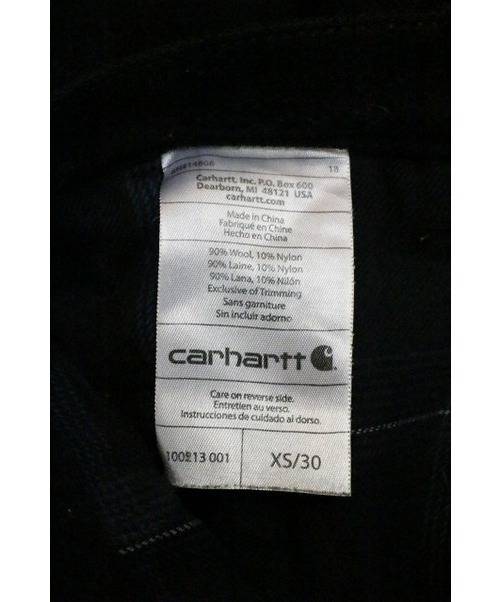 18
Carhartt, Inc. P.O. Box 600
Dearborn, MI 48121 USA
carhartt.com
Made in China
Fabriqué en Chine
Hecho en China
90% Wool, 10% Nylon
90% Laine, 10% Nylon
90% Lana, 10% Nilón
Exclusive of Trimming
Sans garniture
Sin incluir adorno
carhartt
Care on reverse side.
Entretien au verso.
Instrucciones de cuidado al dorso.
001
XS/30